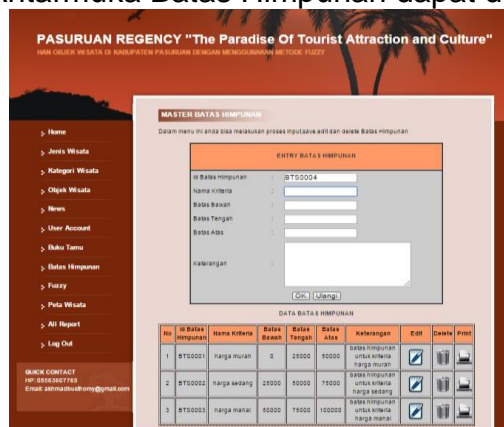 Antarmuka Batas Himpunan dapat d
PASURUAN REGENCY "The Paradise Of Tourist Attraction and Culture"
HAN OBJEK WISATA DI KABUPATEN PASURUAN DENGAN MENGGUNAKAN METODE FUZZY
MASTER BATAS HIMPUNAN
Dalam menu ini anda bisa melakukan proses input,save,edit dan delete Batas Himpunan
Home
Jenis Wisata
Kategori Wisata
Objek Wisata
News
User Account
Buku Tamu
Batas Himpunan
Fuzzy
Peta Wisata
All Report
Log Out
QUICK CONTACT
ENTRY BATAS HIMPUNAN
Id Batas Himpunan : BTS0004
Nama Kriteria :
Batas Bawah :
Batas Tengah :
Batas Atas :
Keterangan :
OK Ulangi
DATA BATAS HIMPUNAN
No Id Batas Himpunan Nama Kriteria Batas Bawah Batas Tengah Batas Atas Keterangan Edit Delete Print
1 BTS0001 harga murah 0 25000 50000 batas himpunan untuk kriteria harga murah
2 BTS0002 harga sedang 25000 50000 75000 batas himpunan untuk kriteria harga sedang
3 BTS0003 harga mahal 50000 75000 100000 batas himpunan untuk kriteria harga mahal